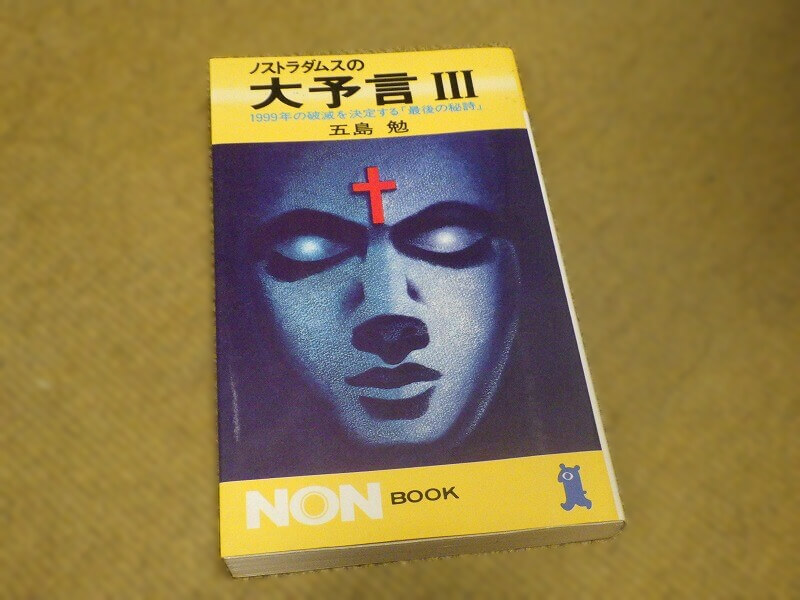 ノストラダムスの
大予言 III
1999年の破滅を決定する「最後の秘詩」
五島 勉
NON BOOK